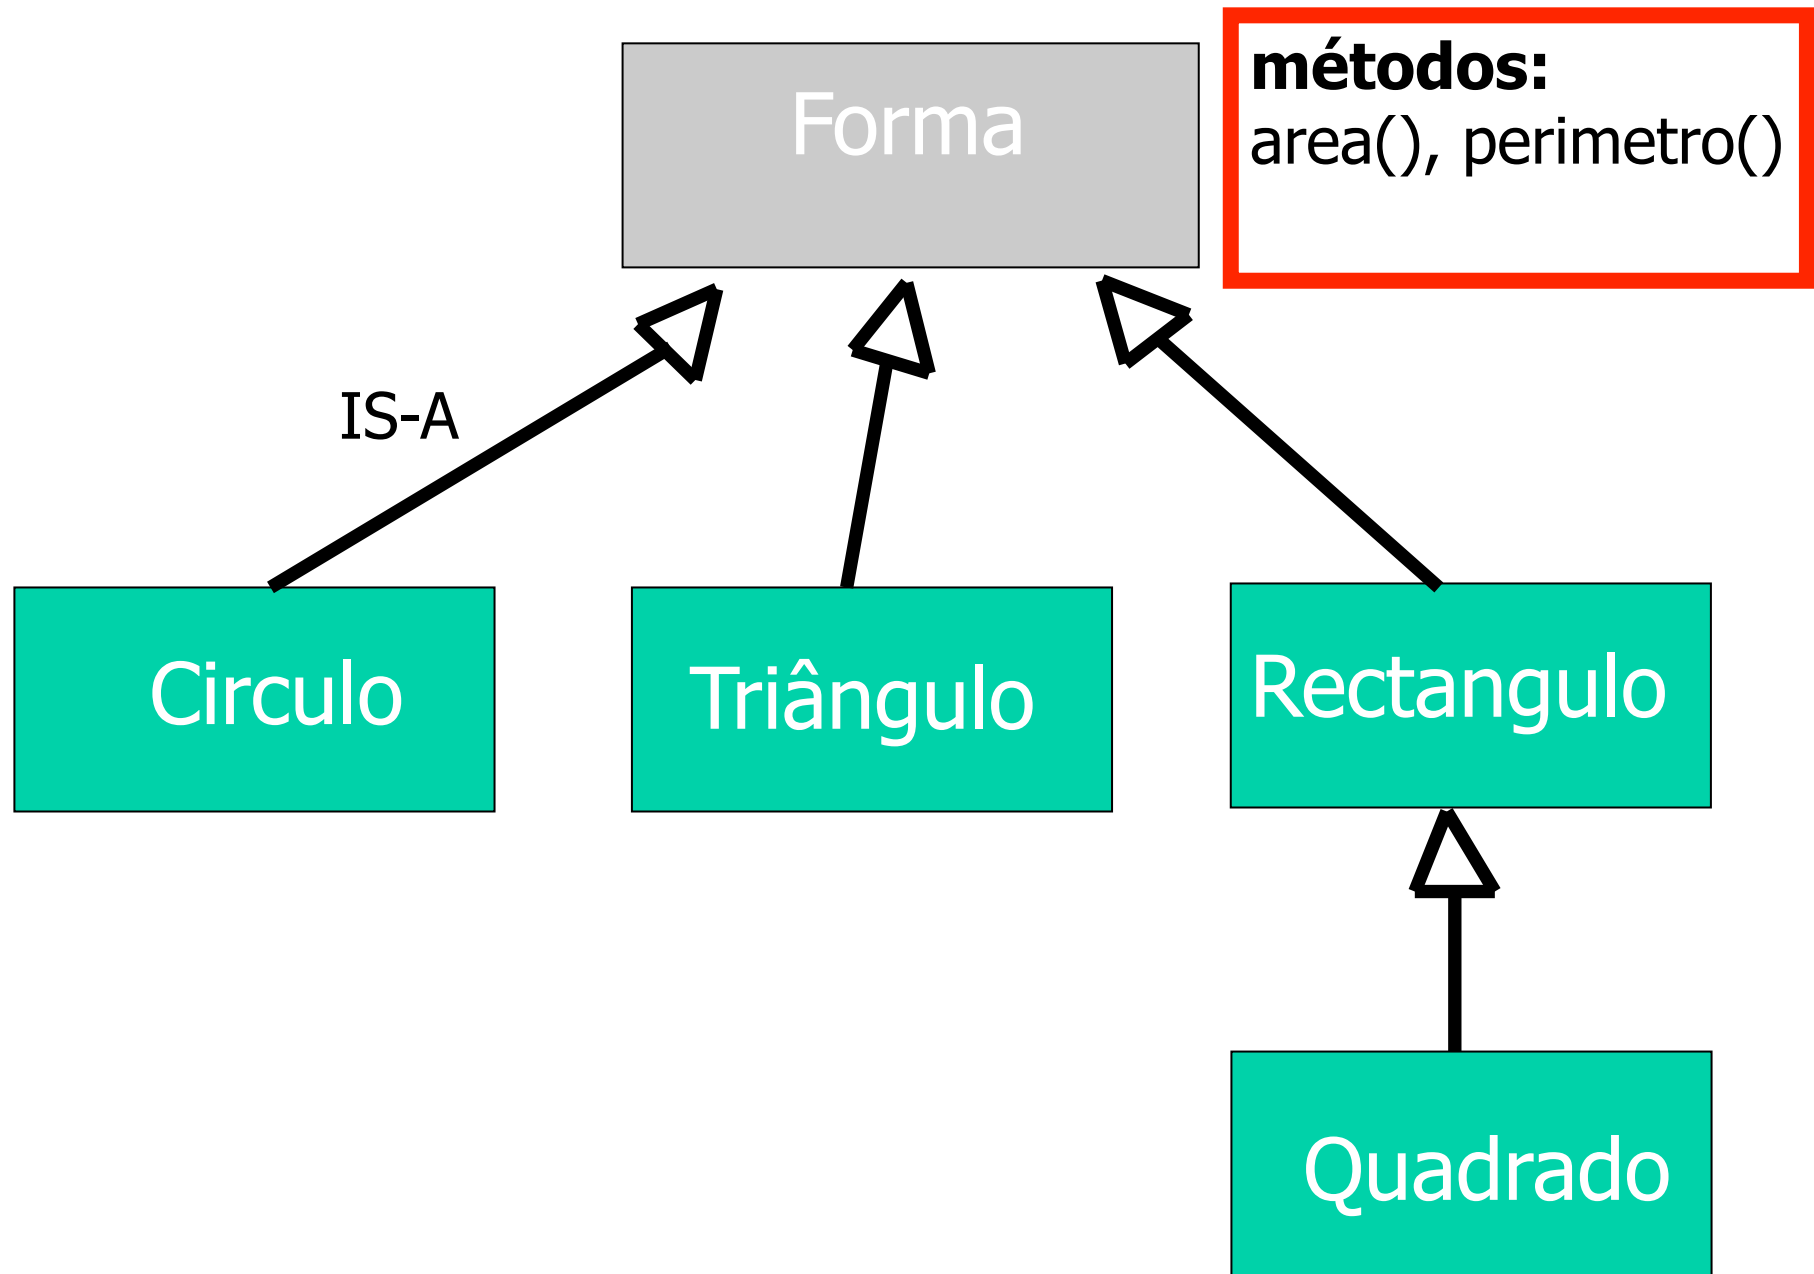 Forma
métodos:
area(), perimetro()
IS-A
Circulo
Triângulo
Rectangulo
Quadrado